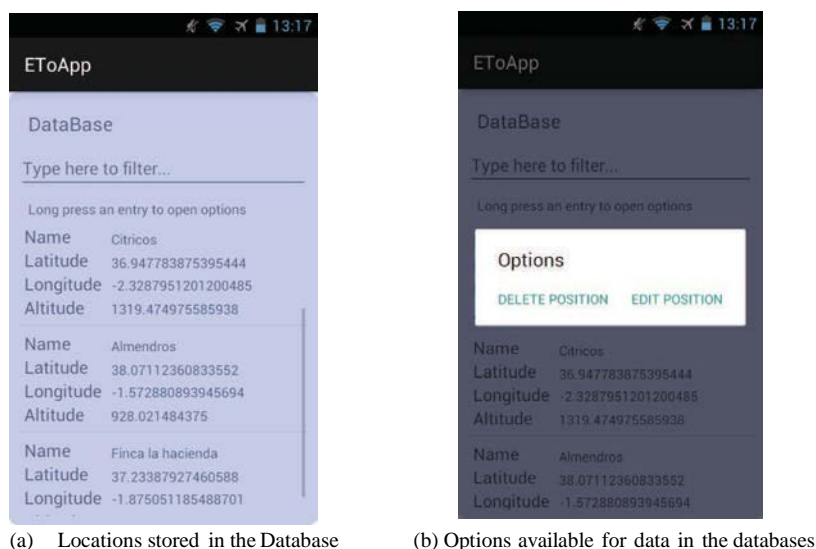 13:17
EToApp
DataBase
Type here to filter...
Long press an entry to open options
Name Citricos
Latitude 36.947783875395444
Longitude -2.3287951201200485
Altitude 1319.474975585938
Name Almendros
Latitude 38.07112360833552
Longitude -1.572880893945694
Altitude 928.021484375
Name Finca la hacienda
Latitude 37.23387927460588
Longitude -1.875051185488701
(a) Locations stored in the Database
13:17
EToApp
DataBase
Type here to filter...
Long press an entry to open options
Options
DELETE POSITION EDIT POSITION
Name Citricos
Latitude 36.947783875395444
Longitude -2.3287951201200485
Altitude 1319.474975585938
Name Almendros
Latitude 38.07112360833552
Longitude -1.572880893945694
(b) Options available for data in the databases